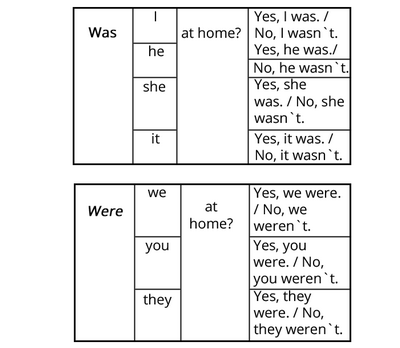 Was
I
at home?
Yes, I was. /
No, I wasn`t.
he
Yes, he was./
No, he wasn`t.
she
Yes, she
was. / No, she
wasn`t.
it
Yes, it was. /
No, it wasn`t.
Were
we
at
home?
Yes, we were.
/ No, we
weren`t.
you
Yes, you
were. / No,
you weren`t.
they
Yes, they
were. / No,
they weren`t.